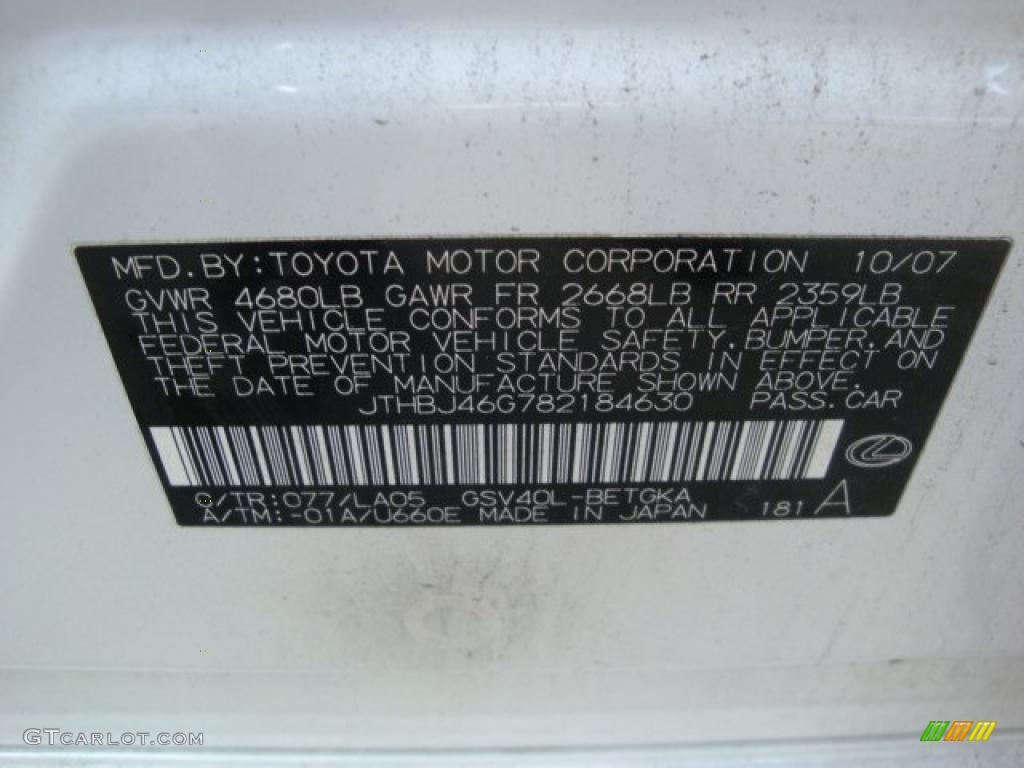 MFD.BY:TOYOTA MOTOR CORPORATION 10/07
GVWR 4680LB GAWR FR 2668LB RR 2359LB
THIS VEHICLE CONFORMS TO ALL APPLICABLE
FEDERAL MOTOR VEHICLE SAFETY,BUMPER,AND
THEFT PREVENTION STANDARDS IN EFFECT ON
THE DATE OF MANUFACTURE SHOWN ABOVE.
JTHBJ46G782184630 PASS.CAR
C/TR:077/LA05 GSV40L-BETGKA
A/TM:-01A/U660E MADE IN JAPAN 181 A
GTCARLOT.COM